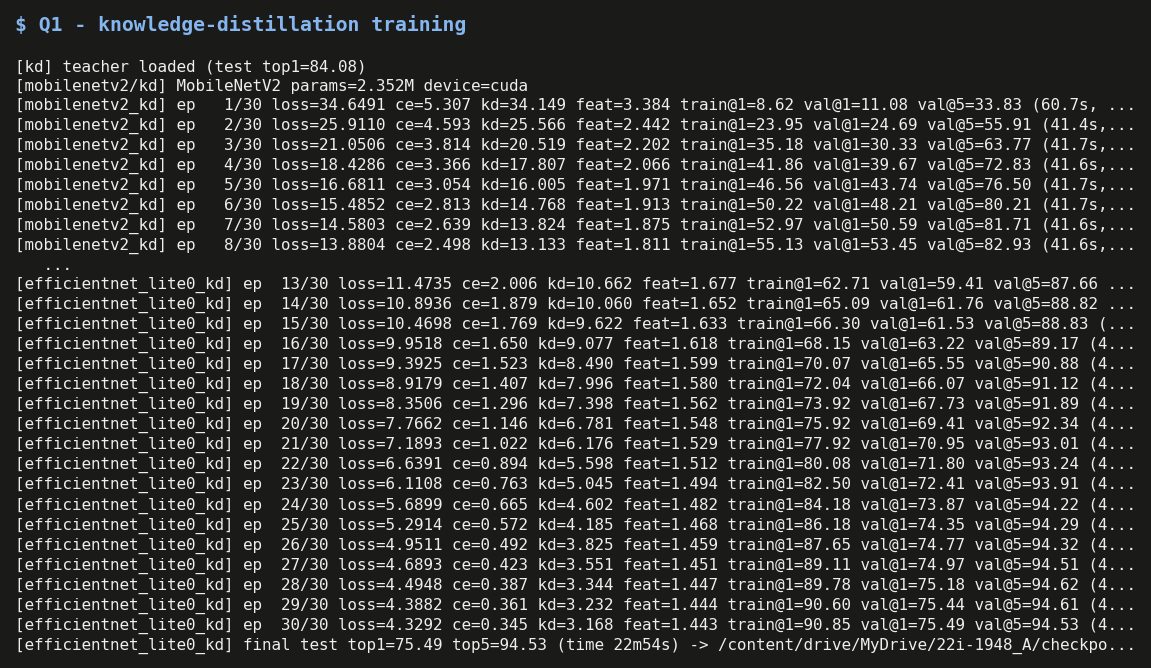 $ Q1 - knowledge-distillation training
[kd] teacher loaded (test top1=84.08)
[mobilenetv2/kd] MobileNetV2 params=2.352M device=cuda
[mobilenetv2_kd] ep   1/30 loss=34.6491 ce=5.307 kd=34.149 feat=3.384 train@1=8.62 val@1=11.08 val@5=33.83 (60.7s, ...
[mobilenetv2_kd] ep   2/30 loss=25.9110 ce=4.593 kd=25.566 feat=2.442 train@1=23.95 val@1=24.69 val@5=55.91 (41.4s,...
[mobilenetv2_kd] ep   3/30 loss=21.0506 ce=3.814 kd=20.519 feat=2.202 train@1=35.18 val@1=30.33 val@5=63.77 (41.7s,...
[mobilenetv2_kd] ep   4/30 loss=18.4286 ce=3.366 kd=17.807 feat=2.066 train@1=41.86 val@1=39.67 val@5=72.83 (41.6s,...
[mobilenetv2_kd] ep   5/30 loss=16.6811 ce=3.054 kd=16.005 feat=1.971 train@1=46.56 val@1=43.74 val@5=76.50 (41.7s,...
[mobilenetv2_kd] ep   6/30 loss=15.4852 ce=2.813 kd=14.768 feat=1.913 train@1=50.22 val@1=48.21 val@5=80.21 (41.7s,...
[mobilenetv2_kd] ep   7/30 loss=14.5803 ce=2.639 kd=13.824 feat=1.875 train@1=52.97 val@1=50.59 val@5=81.71 (41.6s,...
[mobilenetv2_kd] ep   8/30 loss=13.8804 ce=2.498 kd=13.133 feat=1.811 train@1=55.13 val@1=53.45 val@5=82.93 (41.6s,...
   ...
[efficientnet_lite0_kd] ep  13/30 loss=11.4735 ce=2.006 kd=10.662 feat=1.677 train@1=62.71 val@1=59.41 val@5=87.66 ...
[efficientnet_lite0_kd] ep  14/30 loss=10.8936 ce=1.879 kd=10.060 feat=1.652 train@1=65.09 val@1=61.76 val@5=88.82 ...
[efficientnet_lite0_kd] ep  15/30 loss=10.4698 ce=1.769 kd=9.622 feat=1.633 train@1=66.30 val@1=61.53 val@5=88.83 (...
[efficientnet_lite0_kd] ep  16/30 loss=9.9518 ce=1.650 kd=9.077 feat=1.618 train@1=68.15 val@1=63.22 val@5=89.17 (4...
[efficientnet_lite0_kd] ep  17/30 loss=9.3925 ce=1.523 kd=8.490 feat=1.599 train@1=70.07 val@1=65.55 val@5=90.88 (4...
[efficientnet_lite0_kd] ep  18/30 loss=8.9179 ce=1.407 kd=7.996 feat=1.580 train@1=72.04 val@1=66.07 val@5=91.12 (4...
[efficientnet_lite0_kd] ep  19/30 loss=8.3506 ce=1.296 kd=7.398 feat=1.562 train@1=73.92 val@1=67.73 val@5=91.89 (4...
[efficientnet_lite0_kd] ep  20/30 loss=7.7662 ce=1.146 kd=6.781 feat=1.548 train@1=75.92 val@1=69.41 val@5=92.34 (4...
[efficientnet_lite0_kd] ep  21/30 loss=7.1893 ce=1.022 kd=6.176 feat=1.529 train@1=77.92 val@1=70.95 val@5=93.01 (4...
[efficientnet_lite0_kd] ep  22/30 loss=6.6391 ce=0.894 kd=5.598 feat=1.512 train@1=80.08 val@1=71.80 val@5=93.24 (4...
[efficientnet_lite0_kd] ep  23/30 loss=6.1108 ce=0.763 kd=5.045 feat=1.494 train@1=82.50 val@1=72.41 val@5=93.91 (4...
[efficientnet_lite0_kd] ep  24/30 loss=5.6899 ce=0.665 kd=4.602 feat=1.482 train@1=84.18 val@1=73.87 val@5=94.22 (4...
[efficientnet_lite0_kd] ep  25/30 loss=5.2914 ce=0.572 kd=4.185 feat=1.468 train@1=86.18 val@1=74.35 val@5=94.29 (4...
[efficientnet_lite0_kd] ep  26/30 loss=4.9511 ce=0.492 kd=3.825 feat=1.459 train@1=87.65 val@1=74.77 val@5=94.32 (4...
[efficientnet_lite0_kd] ep  27/30 loss=4.6893 ce=0.423 kd=3.551 feat=1.451 train@1=89.11 val@1=74.97 val@5=94.51 (4...
[efficientnet_lite0_kd] ep  28/30 loss=4.4948 ce=0.387 kd=3.344 feat=1.447 train@1=89.78 val@1=75.18 val@5=94.62 (4...
[efficientnet_lite0_kd] ep  29/30 loss=4.3882 ce=0.361 kd=3.232 feat=1.444 train@1=90.60 val@1=75.44 val@5=94.61 (4...
[efficientnet_lite0_kd] ep  30/30 loss=4.3292 ce=0.345 kd=3.168 feat=1.443 train@1=90.85 val@1=75.49 val@5=94.53 (4...
[efficientnet_lite0_kd] final test top1=75.49 top5=94.53 (time 22m54s) -> /content/drive/MyDrive/22i-1948_A/checkpo...